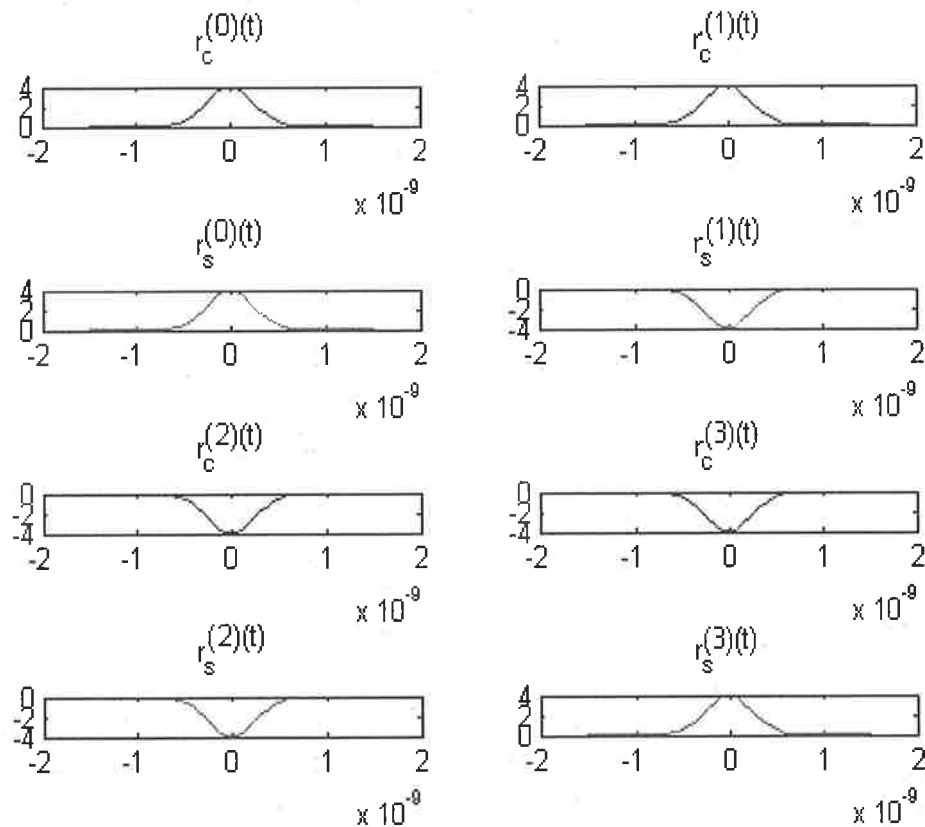 r_c^(0)(t) r_c^(1)(t)
4 4
2 2
0 0
-2 -1 0 1 2 -2 -1 0 1 2
x 10^-9 x 10^-9
r_s^(0)(t) r_s^(1)(t)
4 0
2 -2
0 -4
-2 -1 0 1 2 -2 -1 0 1 2
x 10^-9 x 10^-9
r_c^(2)(t) r_c^(3)(t)
0 0
-2 -2
-4 -4
-2 -1 0 1 2 -2 -1 0 1 2
x 10^-9 x 10^-9
r_s^(2)(t) r_s^(3)(t)
0 4
-2 2
-4 0
-2 -1 0 1 2 -2 -1 0 1 2
x 10^-9 x 10^-9